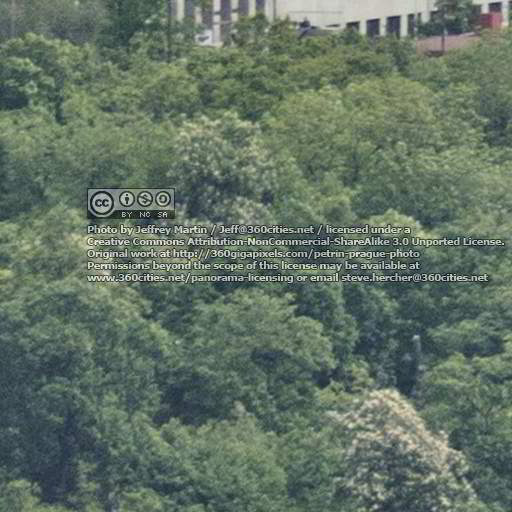 cc
BY NC SA
Photo by Jeffrey Martin / Jeff@360cities.net / licensed under a
Creative Commons Attribution-NonCommercial-ShareAlike 3.0 Unported License.
Original work at http://360gigapixels.com/petrin-prague-photo
Permissions beyond the scope of this license may be available at
www.360cities.net/panorama-licensing or email steve.hercher@360cities.net